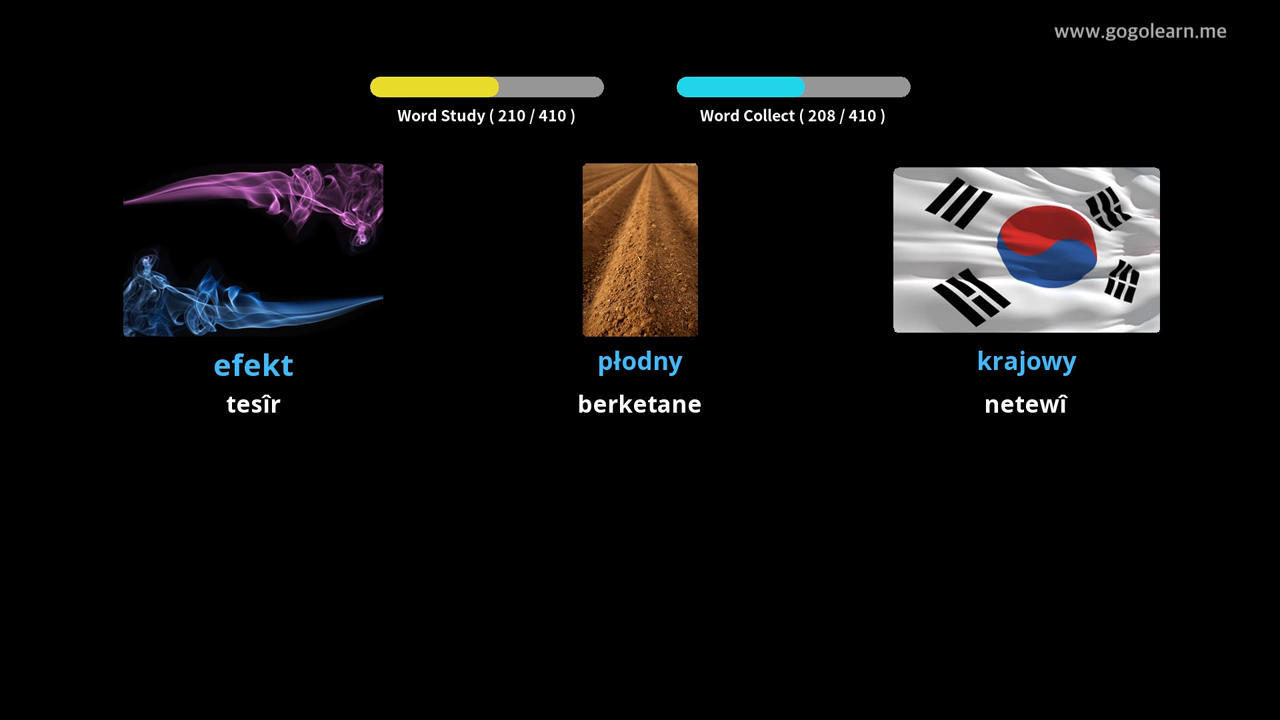 www.gogolearn.me
Word Study ( 210 / 410 )
Word Collect ( 208 / 410 )
efekt
tesîr
płodny
berketane
krajowy
netewî